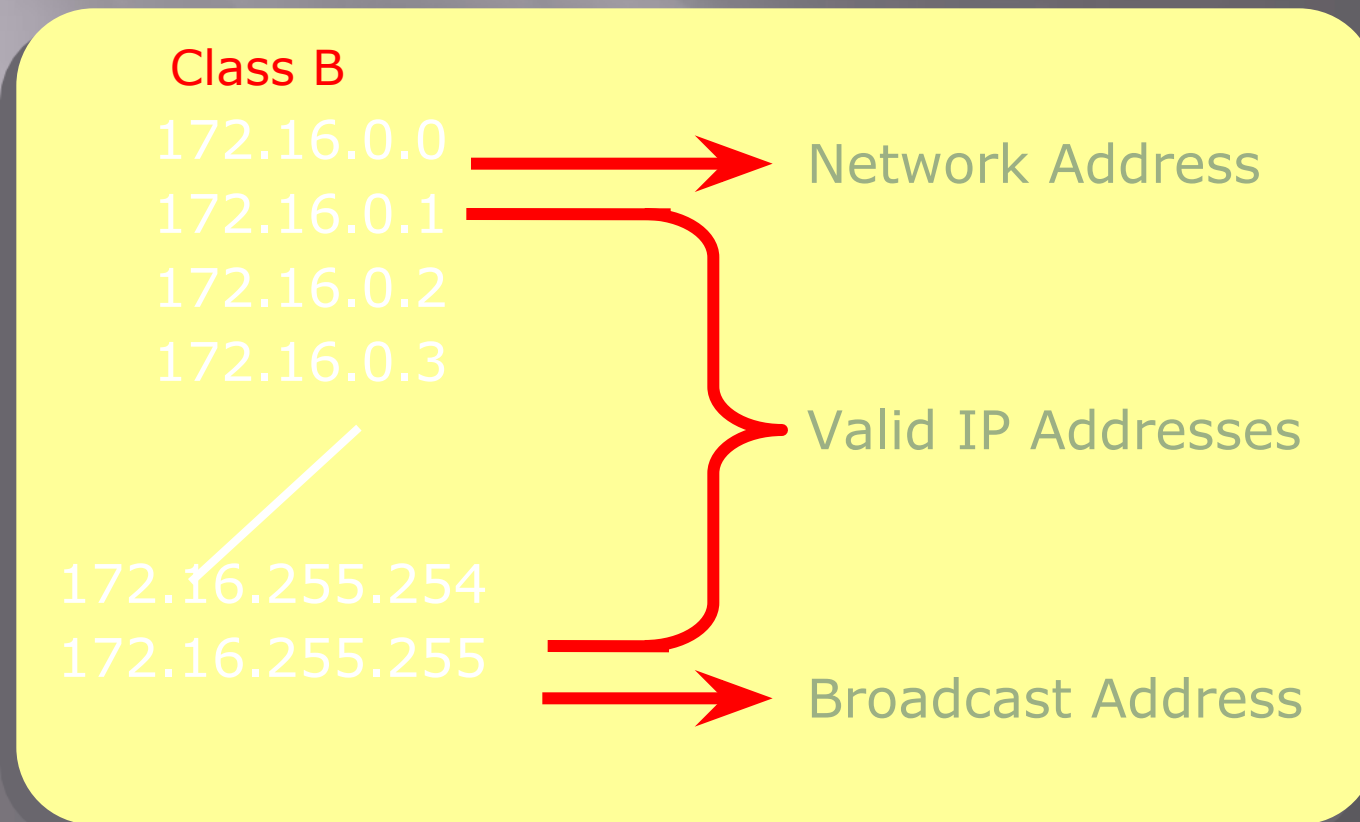 Class B
172.16.0.0
Network Address
172.16.0.1
172.16.0.2
172.16.0.3
Valid IP Addresses
172.16.255.254
172.16.255.255
Broadcast Address